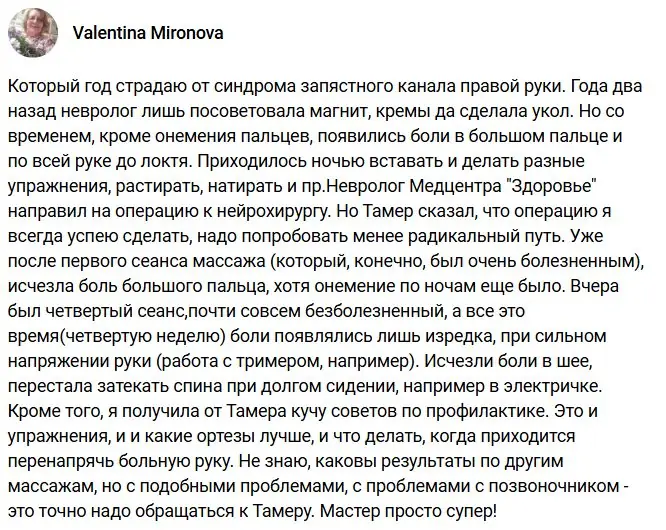 Valentina Mironova
Который год страдаю от синдрома запястного канала правой руки. Года два
назад невролог лишь посоветовала магнит, кремы да сделала укол. Но со
временем, кроме онемения пальцев, появились боли в большом пальце и
по всей руке до локтя. Приходилось ночью вставать и делать разные
упражнения, растирать, натирать и пр.Невролог Медцентра "Здоровье"
направил на операцию к нейрохирургу. Но Тамер сказал, что операцию я
всегда успею сделать, надо попробовать менее радикальный путь. Уже
после первого сеанса массажа (который, конечно, был очень болезненным),
исчезла боль большого пальца, хотя онемение по ночам еще было. Вчера
был четвертый сеанс,почти совсем безболезненный, а все это
время(четвертую неделю) боли появлялись лишь изредка, при сильном
напряжении руки (работа с тримером, например). Исчезли боли в шее,
перестала затекать спина при долгом сидении, например в электричке.
Кроме того, я получила от Тамера кучу советов по профилактике. Это и
упражнения, и и какие ортезы лучше, и что делать, когда приходится
перенапрячь больную руку. Не знаю, каковы результаты по другим
массажам, но с подобными проблемами, с проблемами с позвоночником -
это точно надо обращаться к Тамеру. Мастер просто супер!